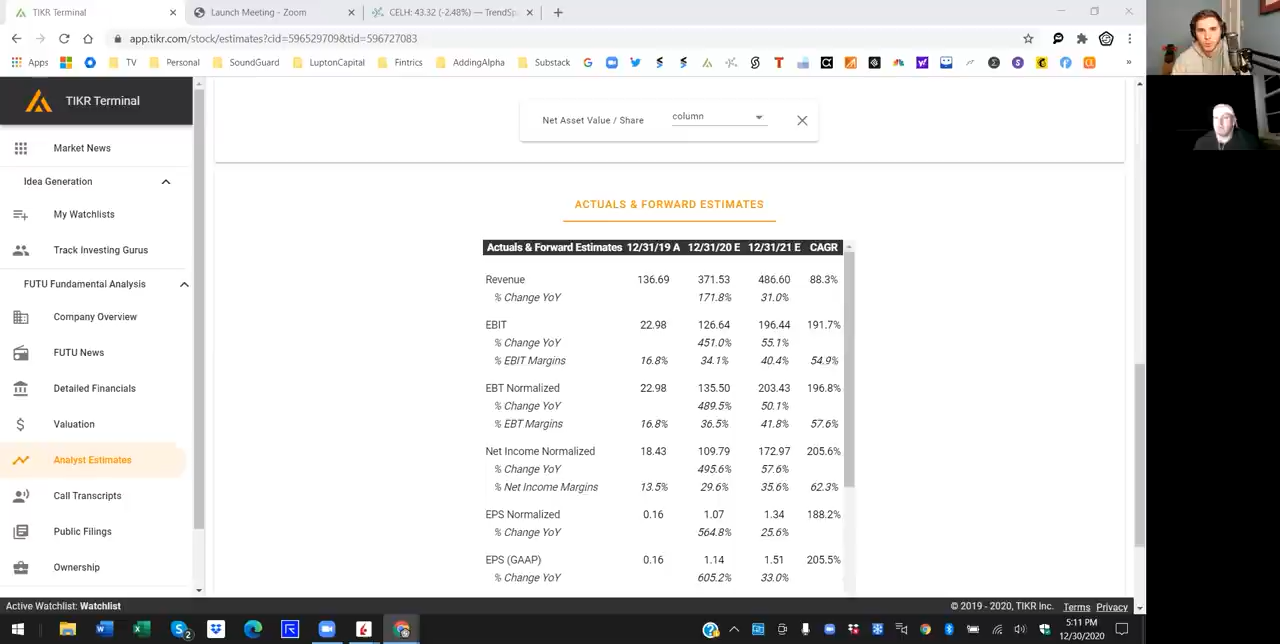 TIKR Terminal
Launch Meeting - Zoom
CELH: 43.32 (-2.48%) — TrendSp
app.tikr.com/stock/estimates?cid=596529709&tid=596727083
Apps
TV
Personal
SoundGuard
LuptonCapital
Fintrics
AddingAlpha
Substack
TIKR Terminal
Market News
Idea Generation
My Watchlists
Track Investing Gurus
FUTU Fundamental Analysis
Company Overview
FUTU News
Detailed Financials
Valuation
Analyst Estimates
Call Transcripts
Public Filings
Ownership
Net Asset Value / Share column
ACTUALS & FORWARD ESTIMATES
Actuals & Forward Estimates 12/31/19 A 12/31/20 E 12/31/21 E CAGR
Revenue 136.69 371.53 486.60 88.3%
% Change YoY 171.8% 31.0%
EBIT 22.98 126.64 196.44 191.7%
% Change YoY 451.0% 55.1%
% EBIT Margins 16.8% 34.1% 40.4% 54.9%
EBT Normalized 22.98 135.50 203.43 196.8%
% Change YoY 489.5% 50.1%
% EBT Margins 16.8% 36.5% 41.8% 57.6%
Net Income Normalized 18.43 109.79 172.97 205.6%
% Change YoY 495.6% 57.6%
% Net Income Margins 13.5% 29.6% 35.6% 62.3%
EPS Normalized 0.16 1.07 1.34 188.2%
% Change YoY 564.8% 25.6%
EPS (GAAP) 0.16 1.14 1.51 205.5%
% Change YoY 605.2% 33.0%
Active Watchlist: Watchlist
© 2019 - 2020, TIKR Inc. Terms Privacy
5:11 PM
12/30/2020